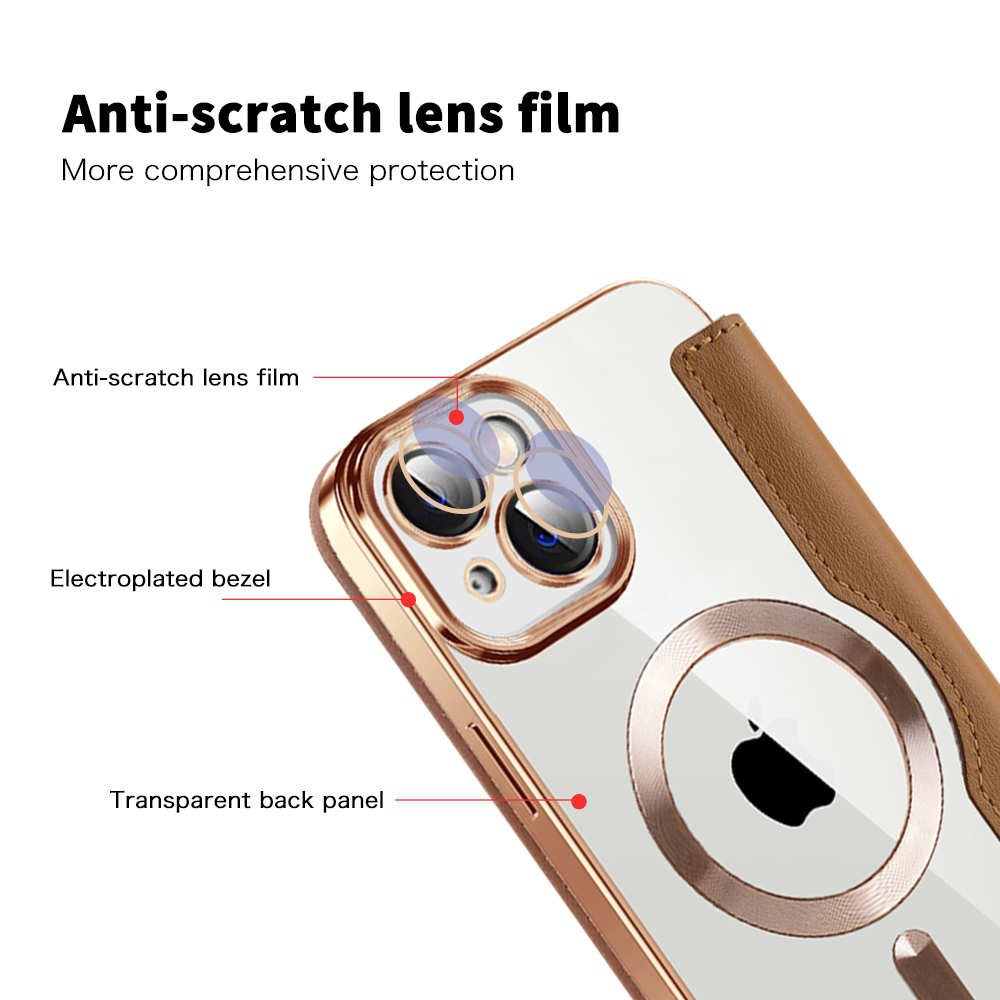 Anti-scratch lens film
More comprehensive protection
Anti-scratch lens film
Electroplated bezel
Transparent back panel